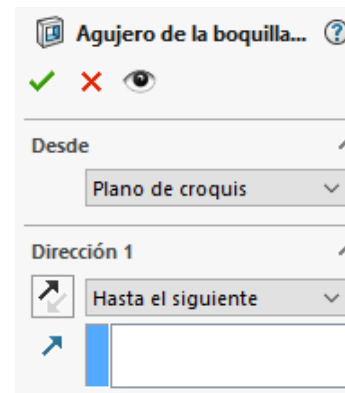 Agujero de la boquilla...
Desde
Plano de croquis
Dirección 1
Hasta el siguiente